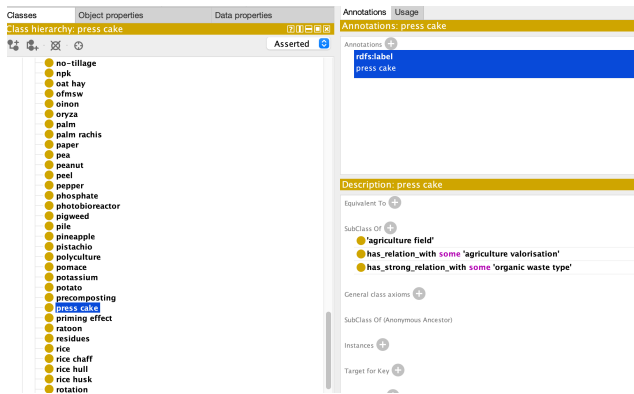 Classes Object properties Data properties
Class hierarchy: press cake
Asserted
no-tillage
npk
oat hay
ofmsw
oinon
oryza
palm
palm rachis
paper
pea
peanut
peel
pepper
phosphate
photobioreactor
pigweed
pile
pineapple
pistachio
polyculture
pomace
potassium
potato
precomposting
press cake
priming effect
ratoon
residues
rice
rice chaff
rice hull
rice husk
rotation
Annotations Usage
Annotations: press cake
Annotations
rdfs:label
press cake
Description: press cake
Equivalent To
SubClass Of
'agriculture field'
has_relation_with some 'agriculture valorisation'
has_strong_relation_with some 'organic waste type'
General class axioms
SubClass Of (Anonymous Ancestor)
Instances
Target for Key